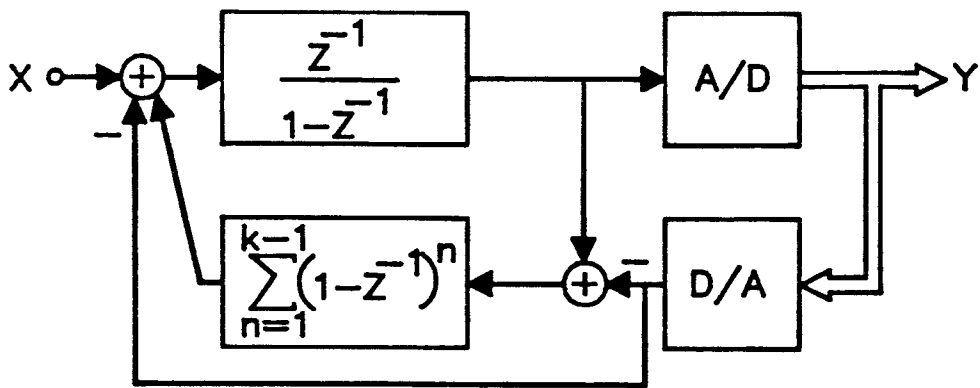 X
+
−
z⁻¹
1−z⁻¹
A/D
Y
k−1
∑(1−z⁻¹)ⁿ
n=1
+
−
D/A